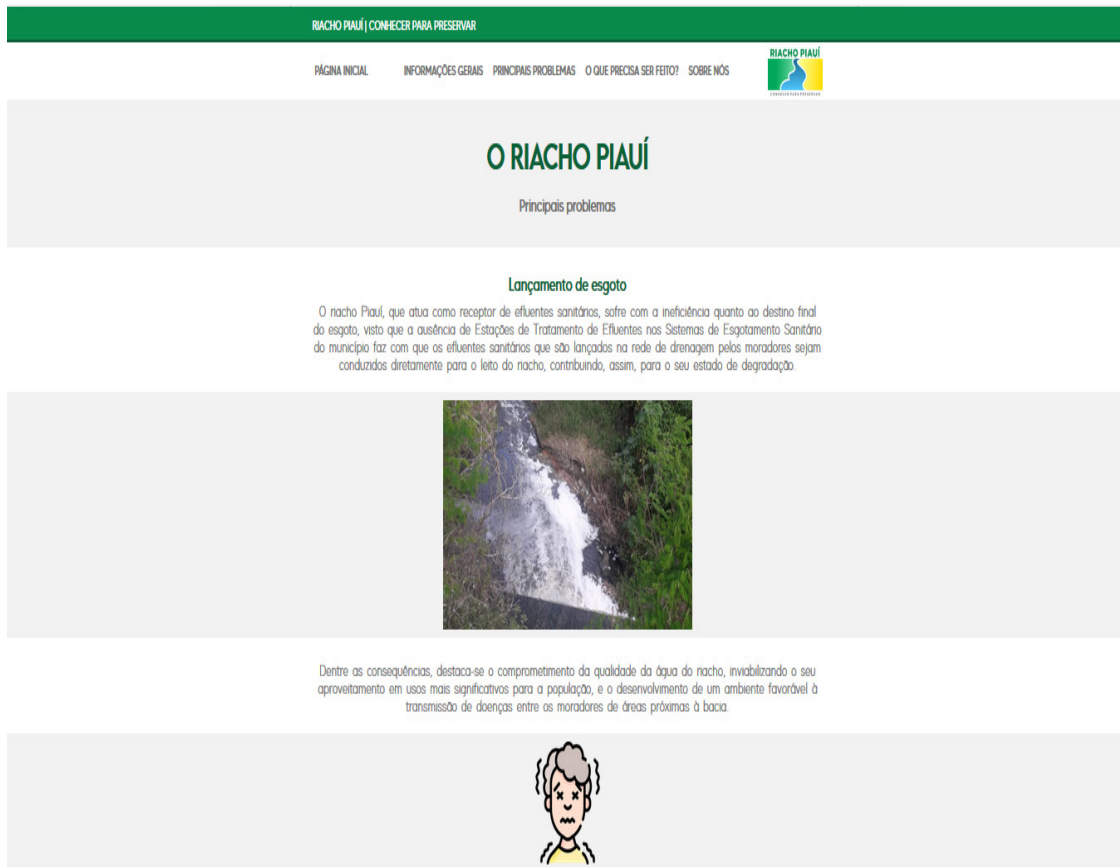 RIACHO PIAUÍ | CONHECER PARA PRESERVAR
PÁGINA INICIAL INFORMAÇÕES GERAIS PRINCIPAIS PROBLEMAS O QUE PRECISA SER FEITO? SOBRE NÓS
RIACHO PIAUÍ
CONHECER PARA PRESERVAR
O RIACHO PIAUÍ
Principais problemas
Lançamento de esgoto
O riacho Piauí, que atua como receptor de efluentes sanitários, sofre com a ineficiência quanto ao destino final
do esgoto, visto que a ausência de Estações de Tratamento de Efluentes nos Sistemas de Esgotamento Sanitário
do município faz com que os efluentes sanitários que são lançados na rede de drenagem pelos moradores sejam
conduzidos diretamente para o leito do riacho, contribuindo, assim, para o seu estado de degradação.
Dentre as consequências, destaca-se o comprometimento da qualidade da água do riacho, inviabilizando o seu
aproveitamento em usos mais significativos para a população, e o desenvolvimento de um ambiente favorável à
transmissão de doenças entre os moradores de áreas próximas à bacia.